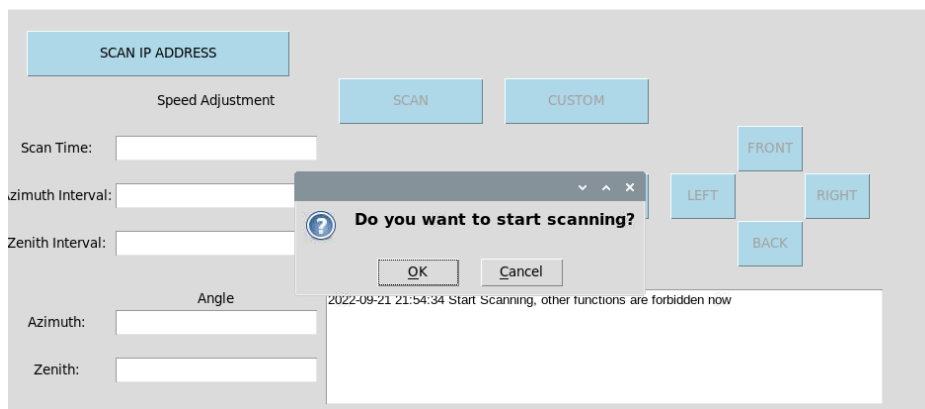 SCAN IP ADDRESS
Speed Adjustment
SCAN
CUSTOM
Scan Time:
FRONT
zimuth Interval:
LEFT
RIGHT
Do you want to start scanning?
Zenith Interval:
BACK
OK
Cancel
Angle
2022-09-21 21:54:34 Start Scanning, other functions are forbidden now
Azimuth:
Zenith: